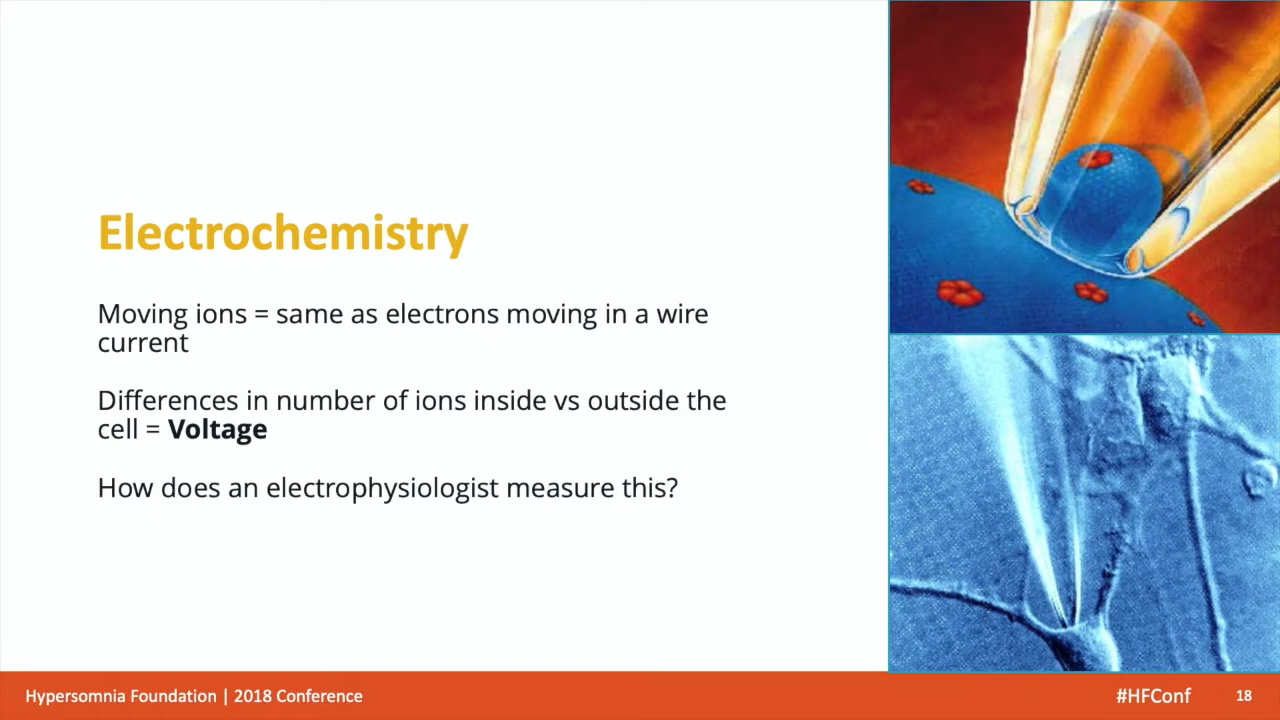 Electrochemistry
Moving ions = same as electrons moving in a wire
current
Differences in number of ions inside vs outside the
cell = Voltage
How does an electrophysiologist measure this?
Hypersomnia Foundation | 2018 Conference
#HFConf
18